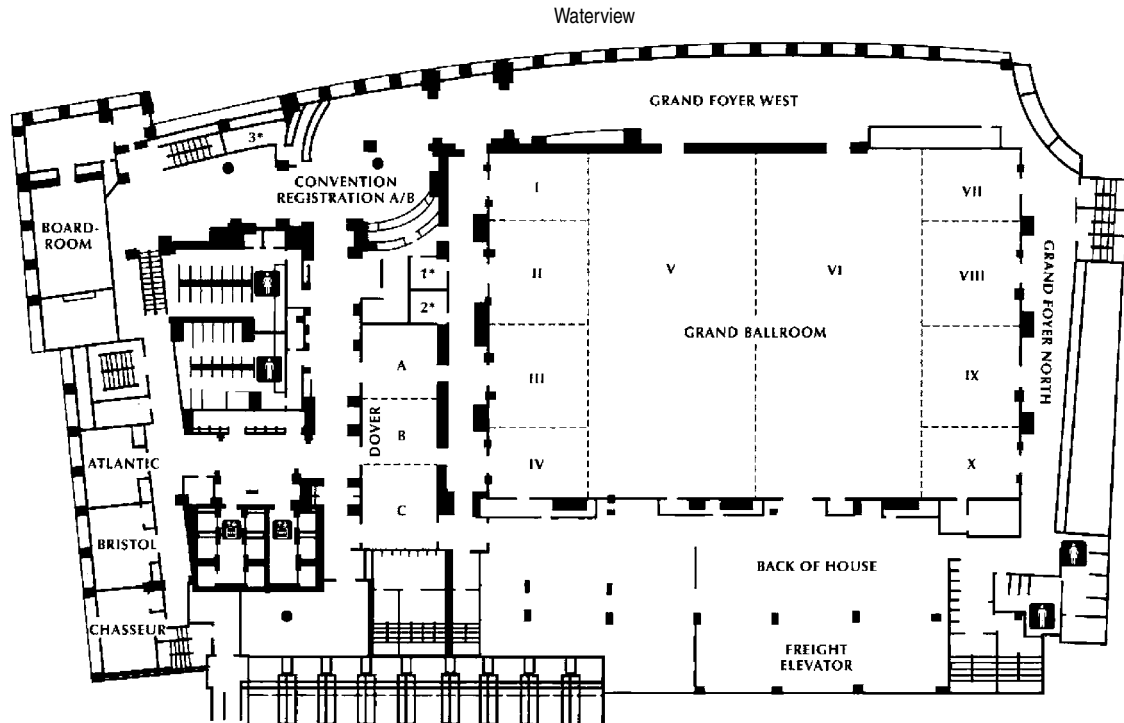 Waterview
GRAND FOYER WEST
3*
CONVENTION
REGISTRATION A/B
I
VII
BOARD-
ROOM
1*
II
V
VI
VIII
GRAND FOYER NORTH
2*
GRAND BALLROOM
A
III
IX
DOVER
B
ATLANTIC
IV
X
C
BRISTOL
BACK OF HOUSE
CHASSEUR
FREIGHT
ELEVATOR